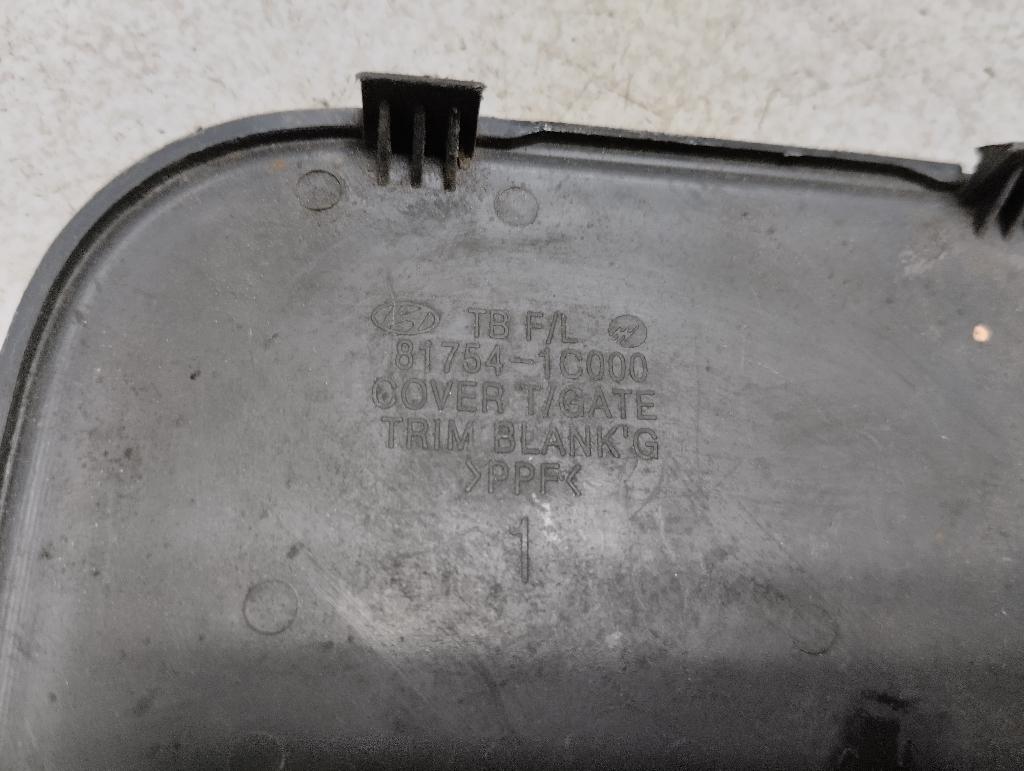 TB F/L
81754-1C000
COVER T/GATE
TRIM BLANK'G
>PPF<
1